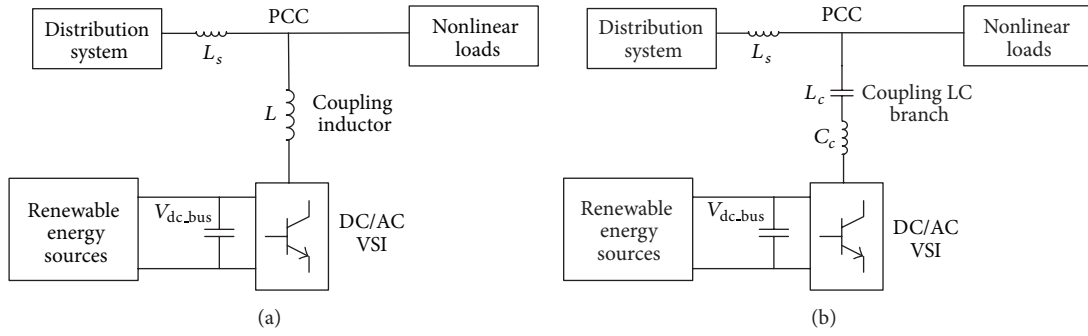 PCC
Distribution
system
L_s
Nonlinear
loads
L
Coupling
inductor
Renewable
energy
sources
V_dc_bus
DC/AC
VSI
(a)
PCC
Distribution
system
L_s
Nonlinear
loads
L_c
Coupling LC
branch
C_c
Renewable
energy
sources
V_dc_bus
DC/AC
VSI
(b)